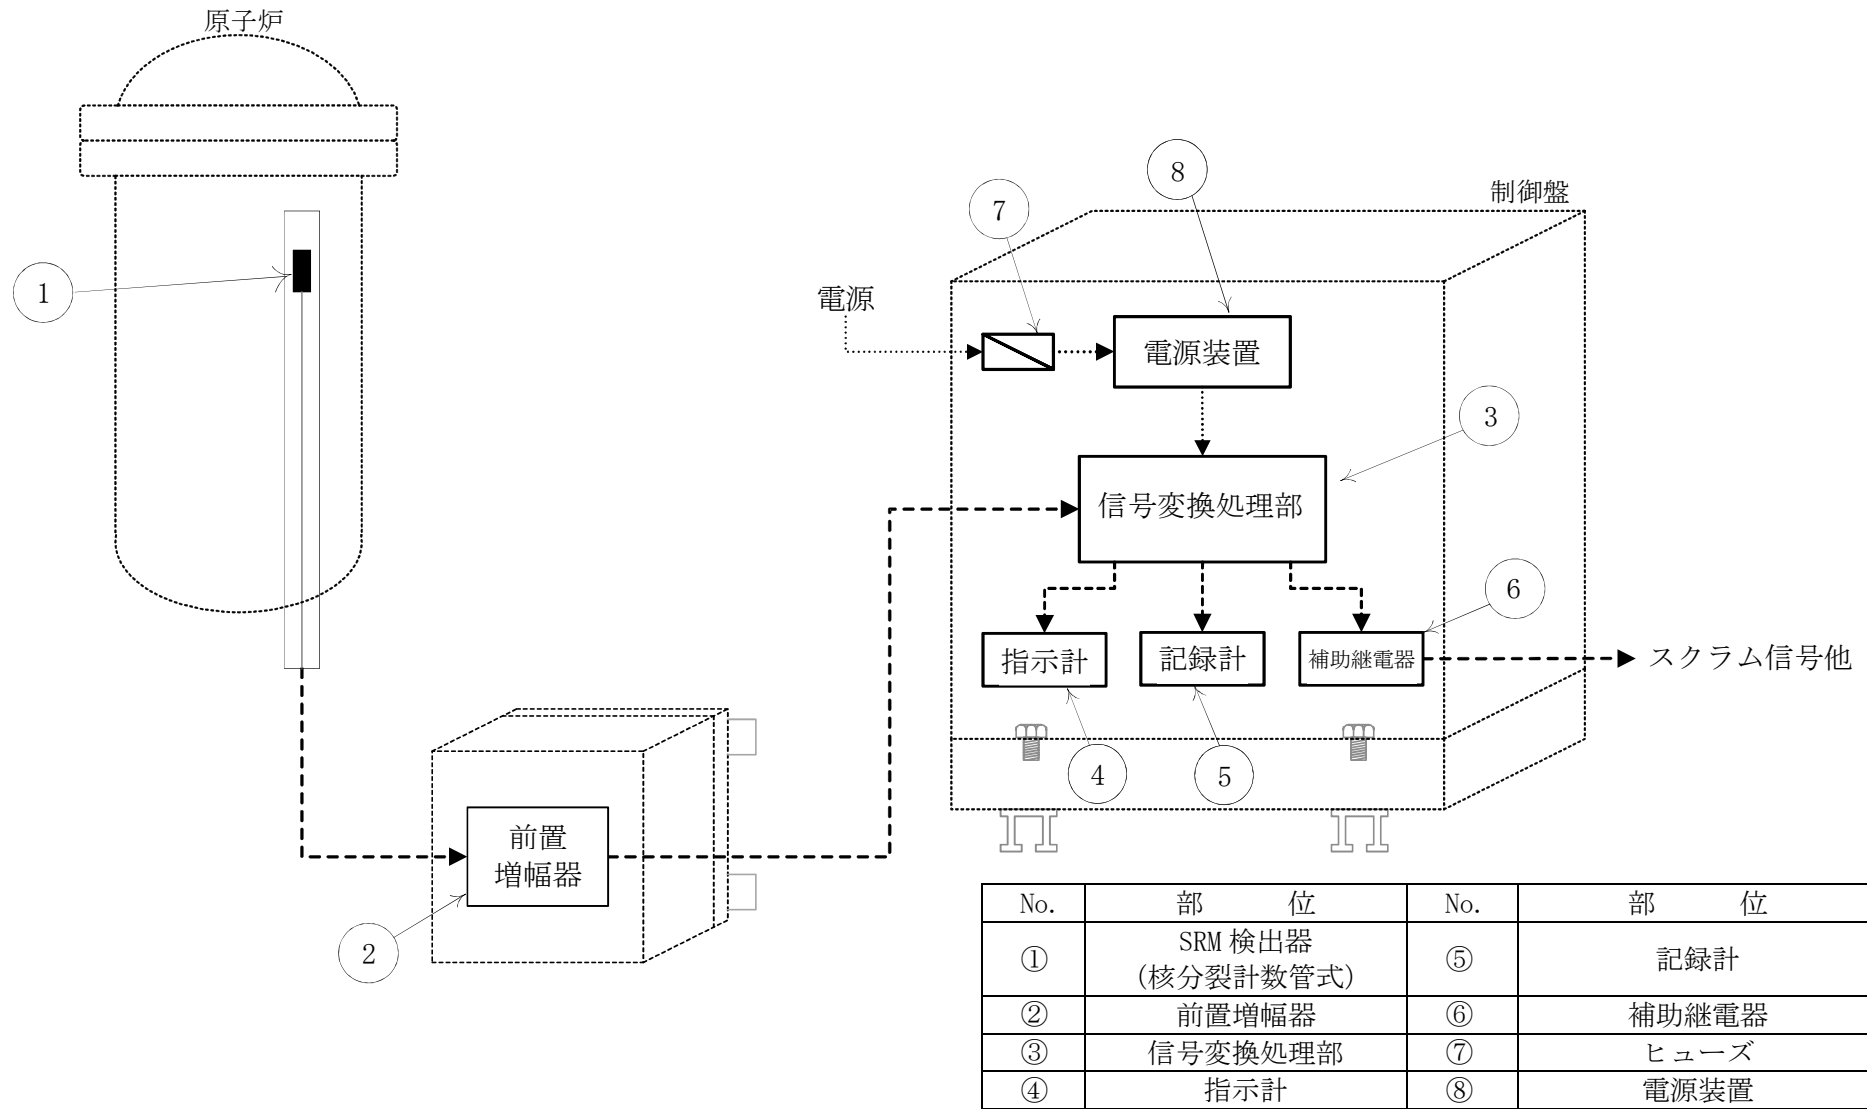 原子炉
1
7
8
制御盤
電源
電源装置
3
信号変換処理部
6
指示計
記録計
補助継電器
スクラム信号他
4
5
前置
増幅器
2
No. 部 位 No. 部 位
① SRM 検出器
(核分裂計数管式) ⑤ 記録計
② 前置増幅器 ⑥ 補助継電器
③ 信号変換処理部 ⑦ ヒューズ
④ 指示計 ⑧ 電源装置